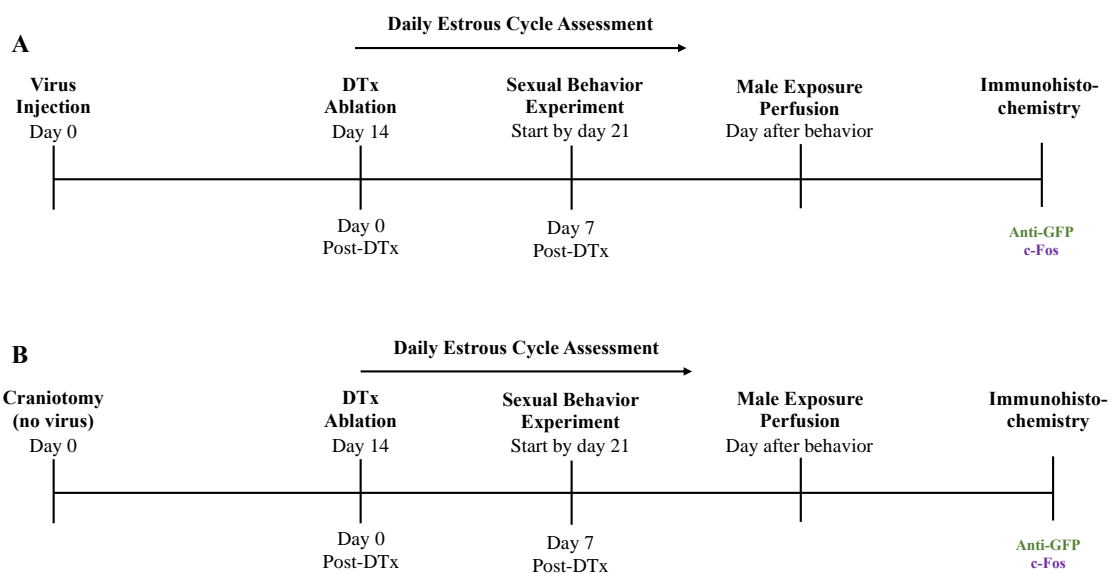 Daily Estrous Cycle Assessment
A
Virus
Injection
Day 0
DTx
Ablation
Day 14
Sexual Behavior
Experiment
Start by day 21
Male Exposure
Perfusion
Day after behavior
Immunohisto-
chemistry
Day 0
Post-DTx
Day 7
Post-DTx
Anti-GFP
c-Fos
Daily Estrous Cycle Assessment
B
Craniotomy
(no virus)
Day 0
DTx
Ablation
Day 14
Sexual Behavior
Experiment
Start by day 21
Male Exposure
Perfusion
Day after behavior
Immunohisto-
chemistry
Day 0
Post-DTx
Day 7
Post-DTx
Anti-GFP
c-Fos